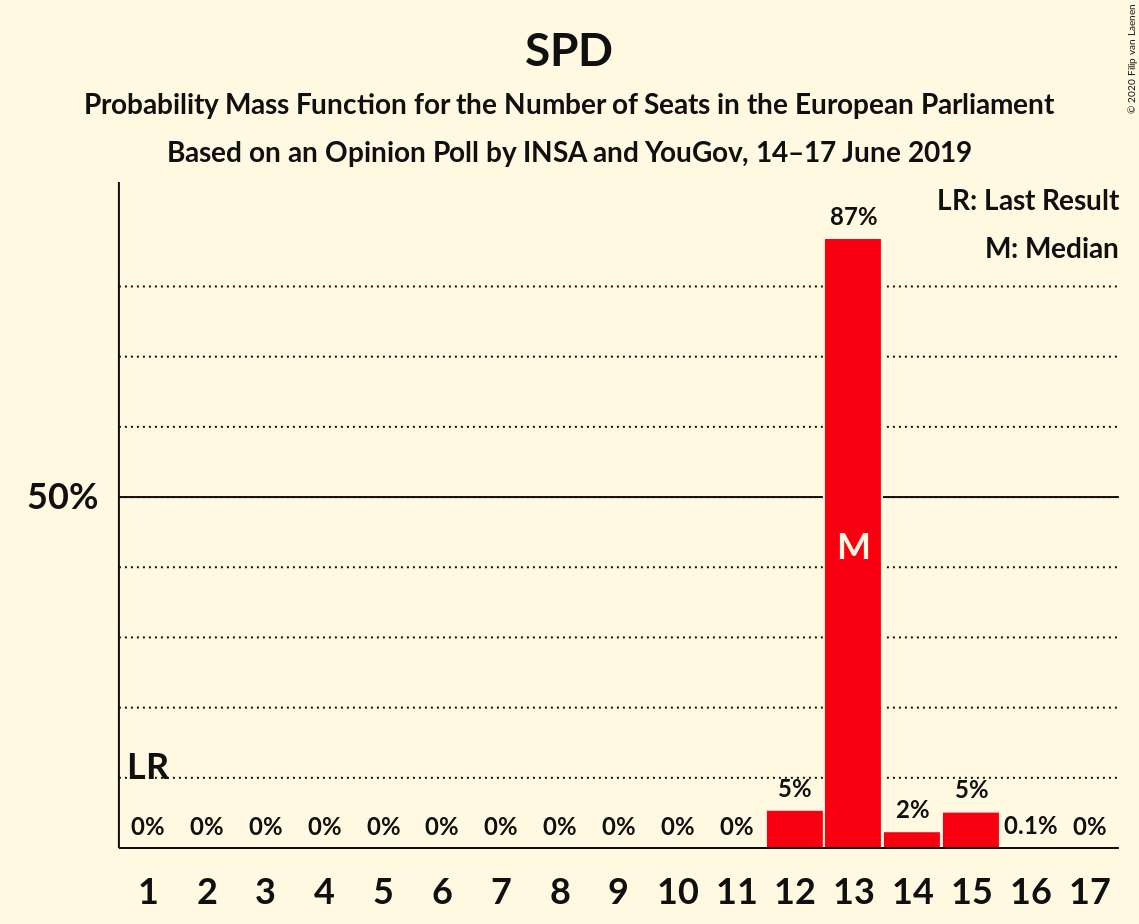 SPD
Probability Mass Function for the Number of Seats in the European Parliament
Based on an Opinion Poll by INSA and YouGov, 14–17 June 2019
© 2020 Filip van Laenen
LR: Last Result
M: Median
87%
50%
M
LR
0% 0% 0% 0% 0% 0% 0% 0% 0% 0% 0% 5% 2% 5% 0.1% 0%
1 2 3 4 5 6 7 8 9 10 11 12 13 14 15 16 17